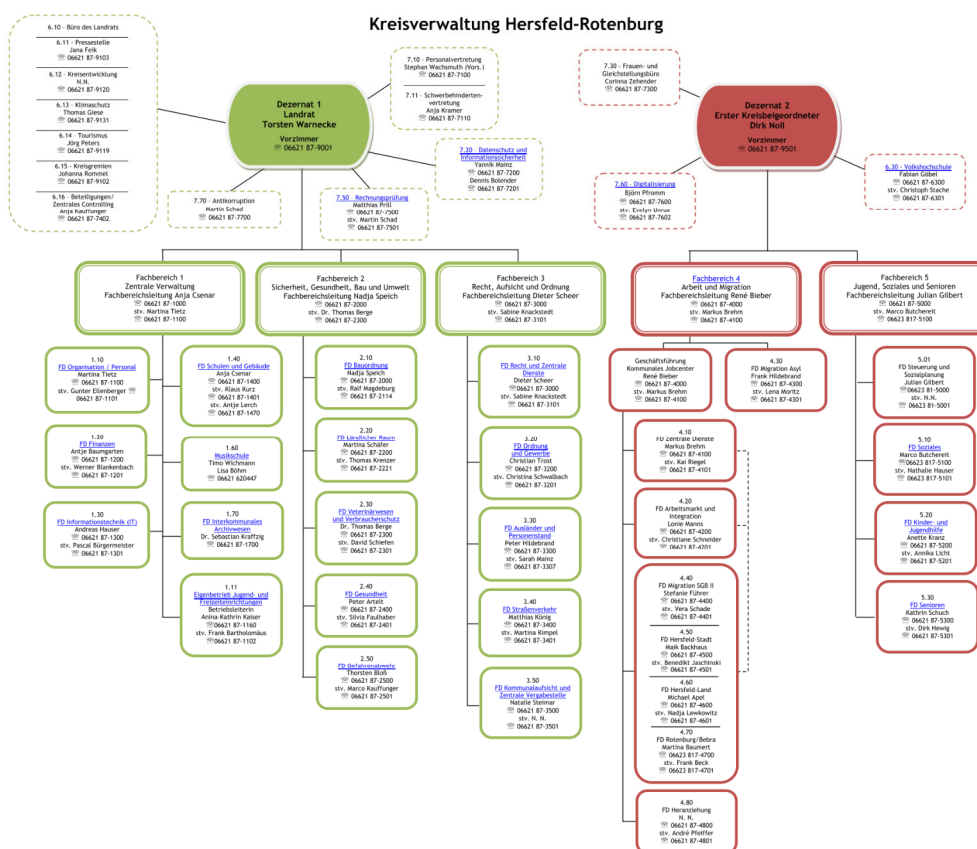 Kreisverwaltung Hersfeld-Rotenburg
6.10 - Büro des Landrats
6.11 - Pressestelle
Jana Feik
☏ 06621 87-9103
6.12 - Kreisentwicklung
N.N.
☏ 06621 87-9120
6.13 - Klimaschutz
Thomas Giese
☏ 06621 87-9131
6.14 - Tourismus
Jörg Peters
☏ 06621 87-9119
6.15 - Kreisgremien
Johanna Rommel
☏ 06621 87-9102
6.16 - Beteiligungen/
Zentrales Controlling
Anja Kauffunger
☏ 06621 87-7402
Dezernat 1
Landrat
Torsten Warnecke
Vorzimmer
☏ 06621 87-9001
7.10 - Personalvertretung
Stephan Wachsmuth (Vors.)
☏ 06621 87-7100
7.11 - Schwerbehinderten-
vertretung
Anja Kramer
☏ 06621 87-7110
7.20 - Datenschutz und
Informationssicherheit
Yannik Mainz
☏ 06621 87-7200
Dennis Bolender
☏ 06621 87-7201
7.70 - Antikorruption
Martin Schad
☏ 06621 87-7700
7.50 - Rechnungsprüfung
Matthias Prill
☏ 06621 87-7500
stv. Martin Schad
☏ 06621 87-7501
7.30 - Frauen- und
Gleichstellungsbüro
Corinna Zehender
☏ 06621 87-7300
Dezernat 2
Erster Kreisbeigeordneter
Dirk Noll
Vorzimmer
☏ 06621 87-9501
7.60 - Digitalisierung
Björn Pfromm
☏ 06621 87-7600
stv. Evelyn
☏ 06621 87-7602
6.30 - Volkshochschule
Fabian Göbel
☏ 06621 87-6300
stv. Christoph Stache
☏ 06621 87-6301
Fachbereich 1
Zentrale Verwaltung
Fachbereichsleitung Anja Csenar
☏ 06621 87-1000
stv. Martina Tietz
☏ 06621 87-1100
1.10
FD Organisation / Personal
Martina Tietz
☏ 06621 87-1100
stv. Gunter Ellenberger ☏
06621 87-1101
1.20
FD Finanzen
Antje Baumgarten
☏ 06621 87-1200
stv. Werner Blankenbach
☏ 06621 87-1201
1.30
FD Informationstechnik (IT)
Andreas Hauser
☏ 06621 87-1300
stv. Pascal Bürgermeister
☏ 06621 87-1301
1.40
FD Schulen und Gebäude
Anja Csenar
☏ 06621 87-1400
stv. Klaus Kurz
☏ 06621 87-1401
stv. Antje Lerch
☏ 06621 87-1470
1.60
Musikschule
Timo Wichmann
Lisa Böhm
☏ 06621 620447
1.70
FD Interkommunales
Archivwesen
Dr. Sebastian Kraffzig
☏ 06621 87-1700
1.11
Eigenbetrieb Jugend- und
Freizeiteinrichtungen
Betriebsleiterin
Anina-Kathrin Kaiser
☏06621 87-1160
stv. Frank Bartholomäus
☏ 06621 87-1102
Fachbereich 2
Sicherheit, Gesundheit, Bau und Umwelt
Fachbereichsleitung Nadja Speich
☏ 06621 87-2000
stv. Dr. Thomas Berge
☏ 06621 87-2300
2.10
FD Bauordnung
Nadja Speich
☏ 06621 87-2000
stv. Ralf Magdeburg
☏ 06621 87-2114
2.20
FD Ländlicher Raum
Martina Schäfer
☏ 06621 87-2200
stv. Thomas Krenzer
☏ 06621 87-2221
2.30
FD Veterinärwesen
und Verbraucherschutz
Dr. Thomas Berge
☏ 06621 87-2300
stv. David Schiefen
☏ 06621 87-2301
2.40
FD Gesundheit
Peter Artelt
☏ 06621 87-2400
stv. Silvia Faulhaber
☏ 06621 87-2401
2.50
FD Gefahrenabwehr
Thorsten Bloß
☏ 06621 87-2500
stv. Marco Kauffunger
☏ 06621 87-2501
Fachbereich 3
Recht, Aufsicht und Ordnung
Fachbereichsleitung Dieter Scheer
☏ 06621 87-3000
stv. Sabine Knackstedt
☏ 06621 87-3101
3.10
FD Recht und Zentrale
Dienste
Dieter Scheer
☏ 06621 87-3000
stv. Sabine Knackstedt
☏ 06621 87-3101
3.20
FD Ordnung
und Gewerbe
Christian Trost
☏ 06621 87-3200
stv. Christina Schwalbach
☏ 06621 87-3201
3.30
FD Ausländer und
Personenstand
Peter Hildebrand
☏ 06621 87-3300
stv. Sarah Mainz
☏ 06621 87-3307
3.40
FD Straßenverkehr
Matthias König
☏ 06621 87-3400
stv. Martina Kimpel
☏ 06621 87-3401
3.50
FD Kommunalaufsicht und
Zentrale Vergabestelle
Natalie Steimar
☏ 06621 87-3500
stv. N. N.
☏ 06621 87-3501
Fachbereich 4
Arbeit und Migration
Fachbereichsleitung René Bieber
☏ 06621 87-4000
stv. Markus Brehm
☏ 06621 87-4100
Geschäftsführung
Kommunales Jobcenter
René Bieber
☏ 06621 87-4000
stv. Markus Brehm
☏ 06621 87-4100
4.30
FD Migration Asyl
Frank Hildebrand
☏ 06621 87-4300
stv. Lena Moritz
☏ 06621 87-4301
4.10
FD Zentrale Dienste
Markus Brehm
☏ 06621 87-4100
stv. Kai Riegel
☏ 06621 87-4101
4.20
FD Arbeitsmarkt und
Integration
Lonie Manns
☏ 06621 87-4200
stv. Christiane Schneider
☏ 06621 87-4201
4.40
FD Migration SGB II
Stefanie Führer
☏ 06621 87-4400
stv. Vera Schade
☏ 06621 87-4401
4.50
FD Hersfeld-Stadt
Maik Backhaus
☏ 06621 87-4500
stv. Benedikt Jaschinski
☏ 06621 87-4501
4.60
FD Hersfeld-Land
Michael Apel
☏ 06621 87-4600
stv. Nadja Lewkowitz
☏ 06621 87-4601
4.70
FD Rotenburg/Bebra
Martina Baumert
☏ 06623 817-4700
stv. Frank Beck
☏ 06623 817-4701
4.80
FD Heranziehung
N. N.
☏ 06621 87-4800
stv. André Pfeiffer
☏ 06621 87-4801
Fachbereich 5
Jugend, Soziales und Senioren
Fachbereichsleitung Julian Gilbert
☏ 06621 87-5000
stv. Marco Butchereit
☏ 06623 817-5100
5.01
FD Steuerung und
Sozialplanung
Julian Gilbert
☏ 06623 81-5000
stv. N.N.
☏ 06623 81-5001
5.10
FD Soziales
Marco Butchereit
☏06623 817-5100
stv. Nathalie Hauser
☏ 06623 817-5101
5.20
FD Kinder- und
Jugendhilfe
Anette Kranz
☏ 06621 87-5200
stv. Annika Licht
☏ 06621 87-5201
5.30
FD Senioren
Kathrin Schuch
☏ 06621 87-5300
stv. Dirk Hewig
☏ 06621 87-5301